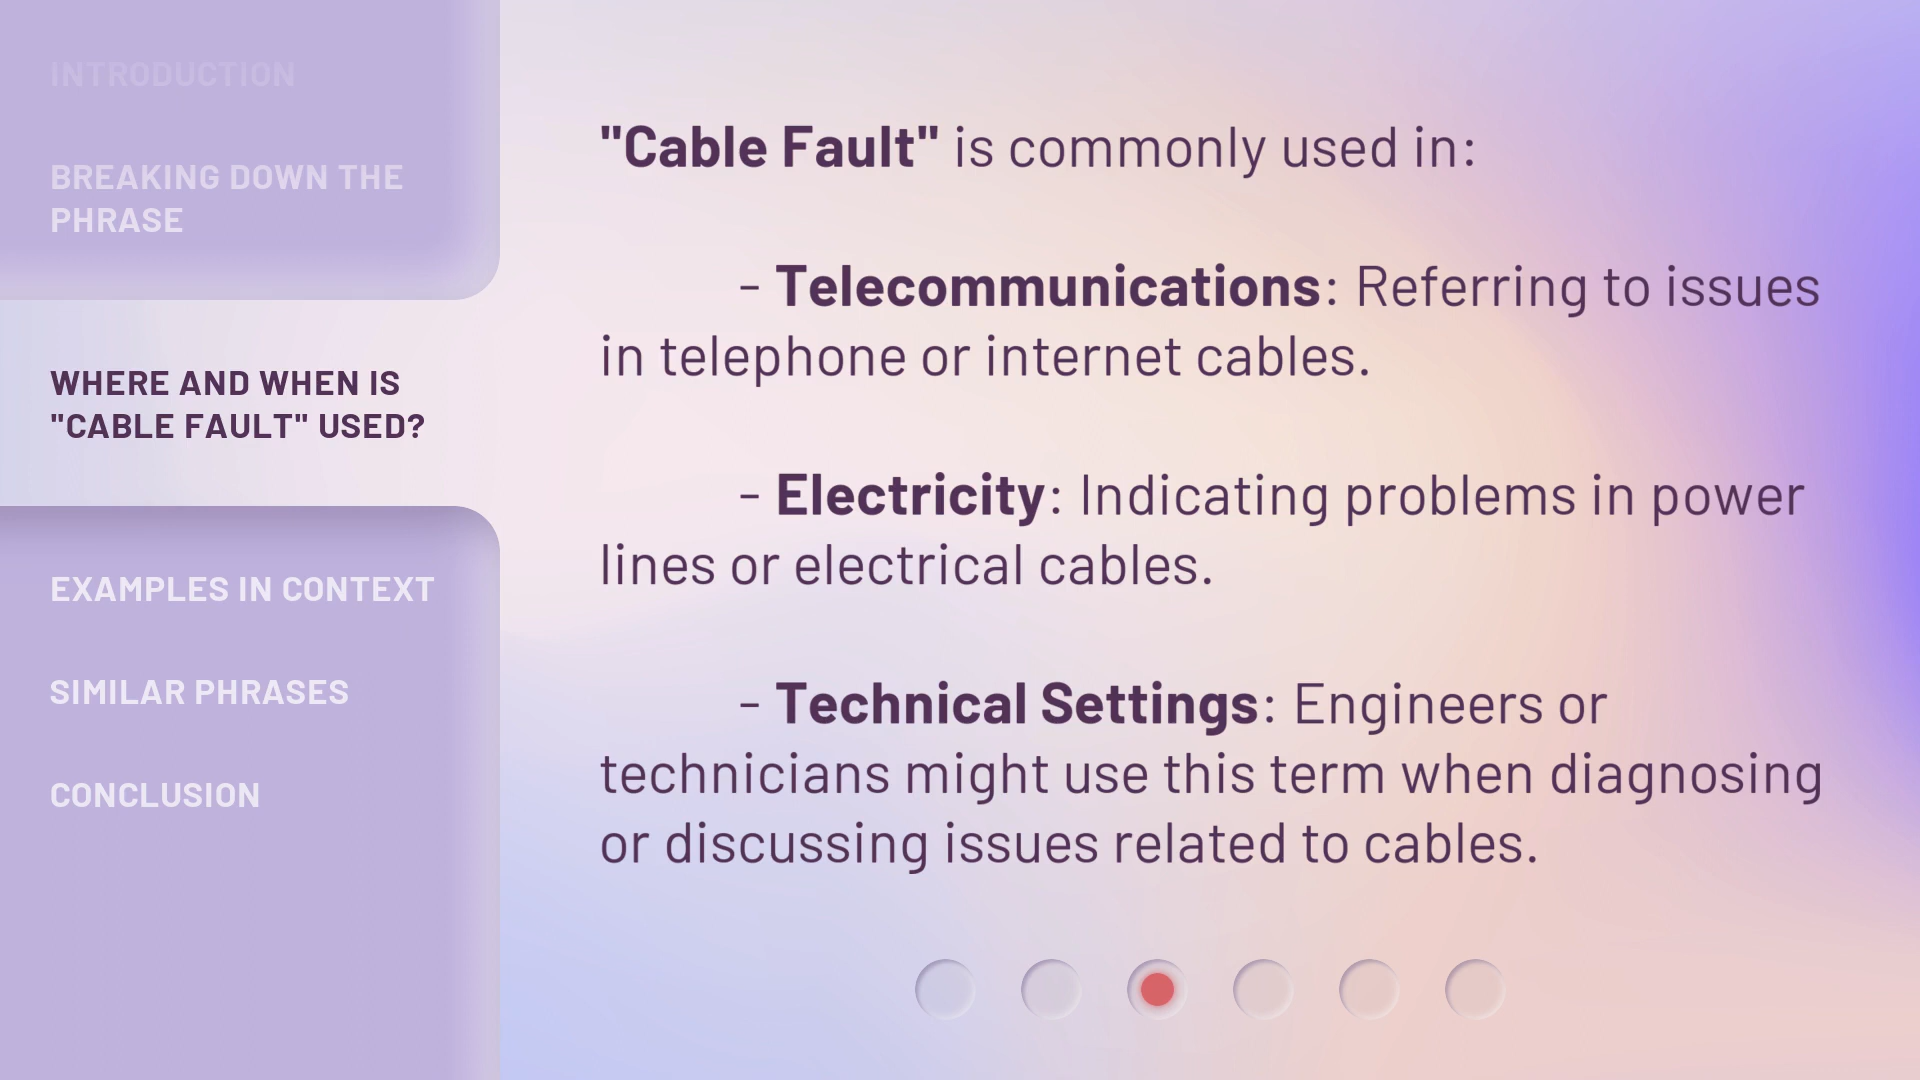 INTRODUCTION
BREAKING DOWN THE
PHRASE
WHERE AND WHEN IS
"CABLE FAULT" USED?
EXAMPLES IN CONTEXT
SIMILAR PHRASES
CONCLUSION
"Cable Fault" is commonly used in:
- Telecommunications: Referring to issues
in telephone or internet cables.
- Electricity: Indicating problems in power
lines or electrical cables.
- Technical Settings: Engineers or
technicians might use this term when diagnosing
or discussing issues related to cables.